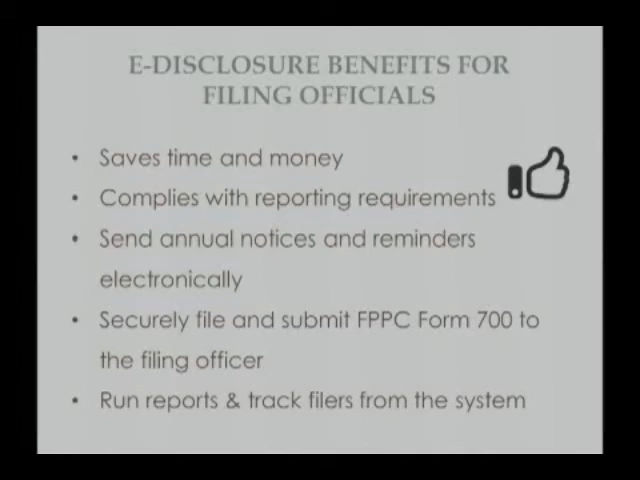 E-DISCLOSURE BENEFITS FOR
FILING OFFICIALS
• Saves time and money
• Complies with reporting requirements
• Send annual notices and reminders
electronically
• Securely file and submit FPPC Form 700 to
the filing officer
• Run reports & track filers from the system